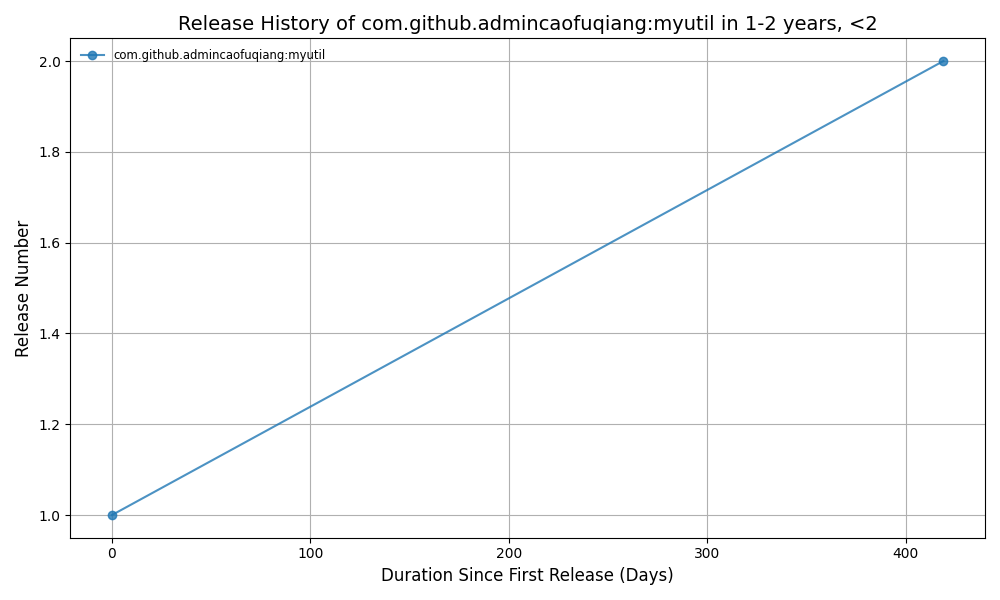 Release History of com.github.admincaofuqiang:myutil in 1-2 years, <2
com.github.admincaofuqiang:myutil
2.0
1.8
1.6
1.4
1.2
1.0
Release Number
0 100 200 300 400
Duration Since First Release (Days)